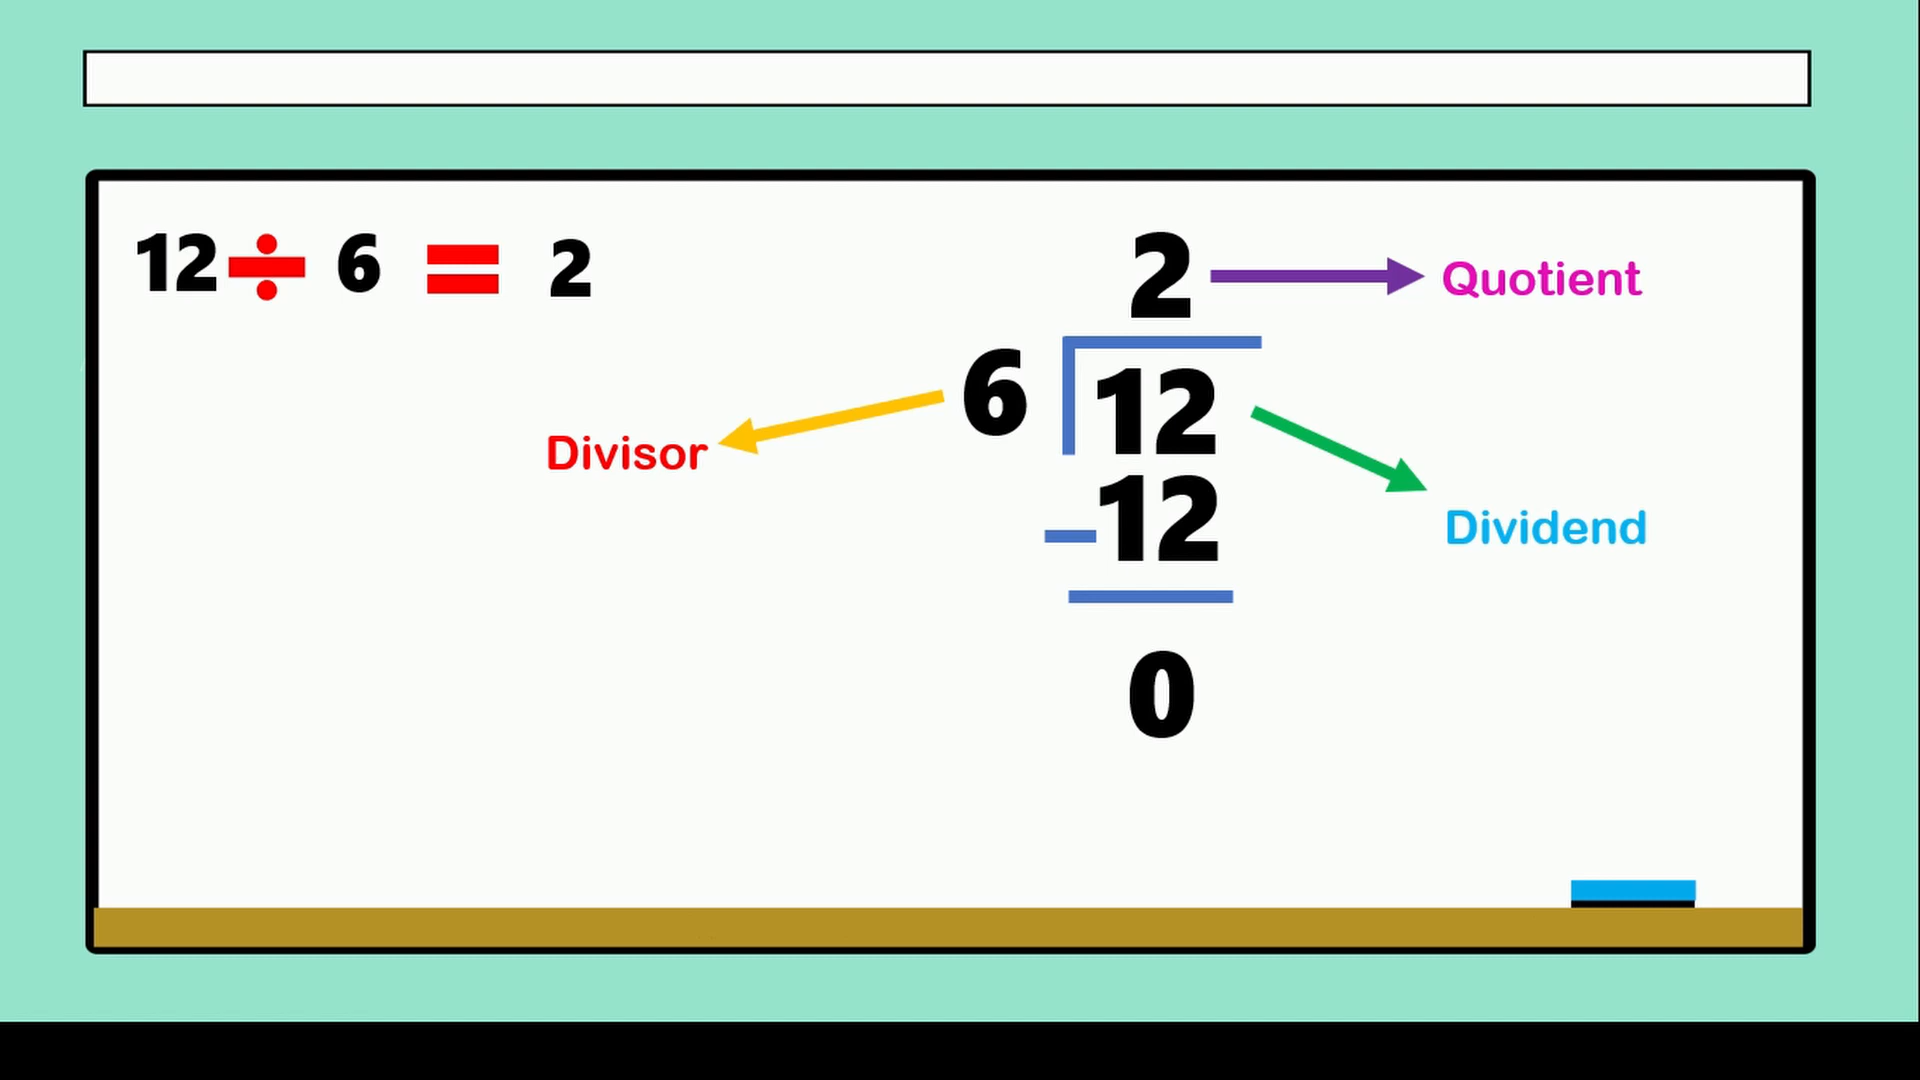 12 ÷ 6 = 2
2 Quotient
6 12
Divisor
-12
Dividend
0